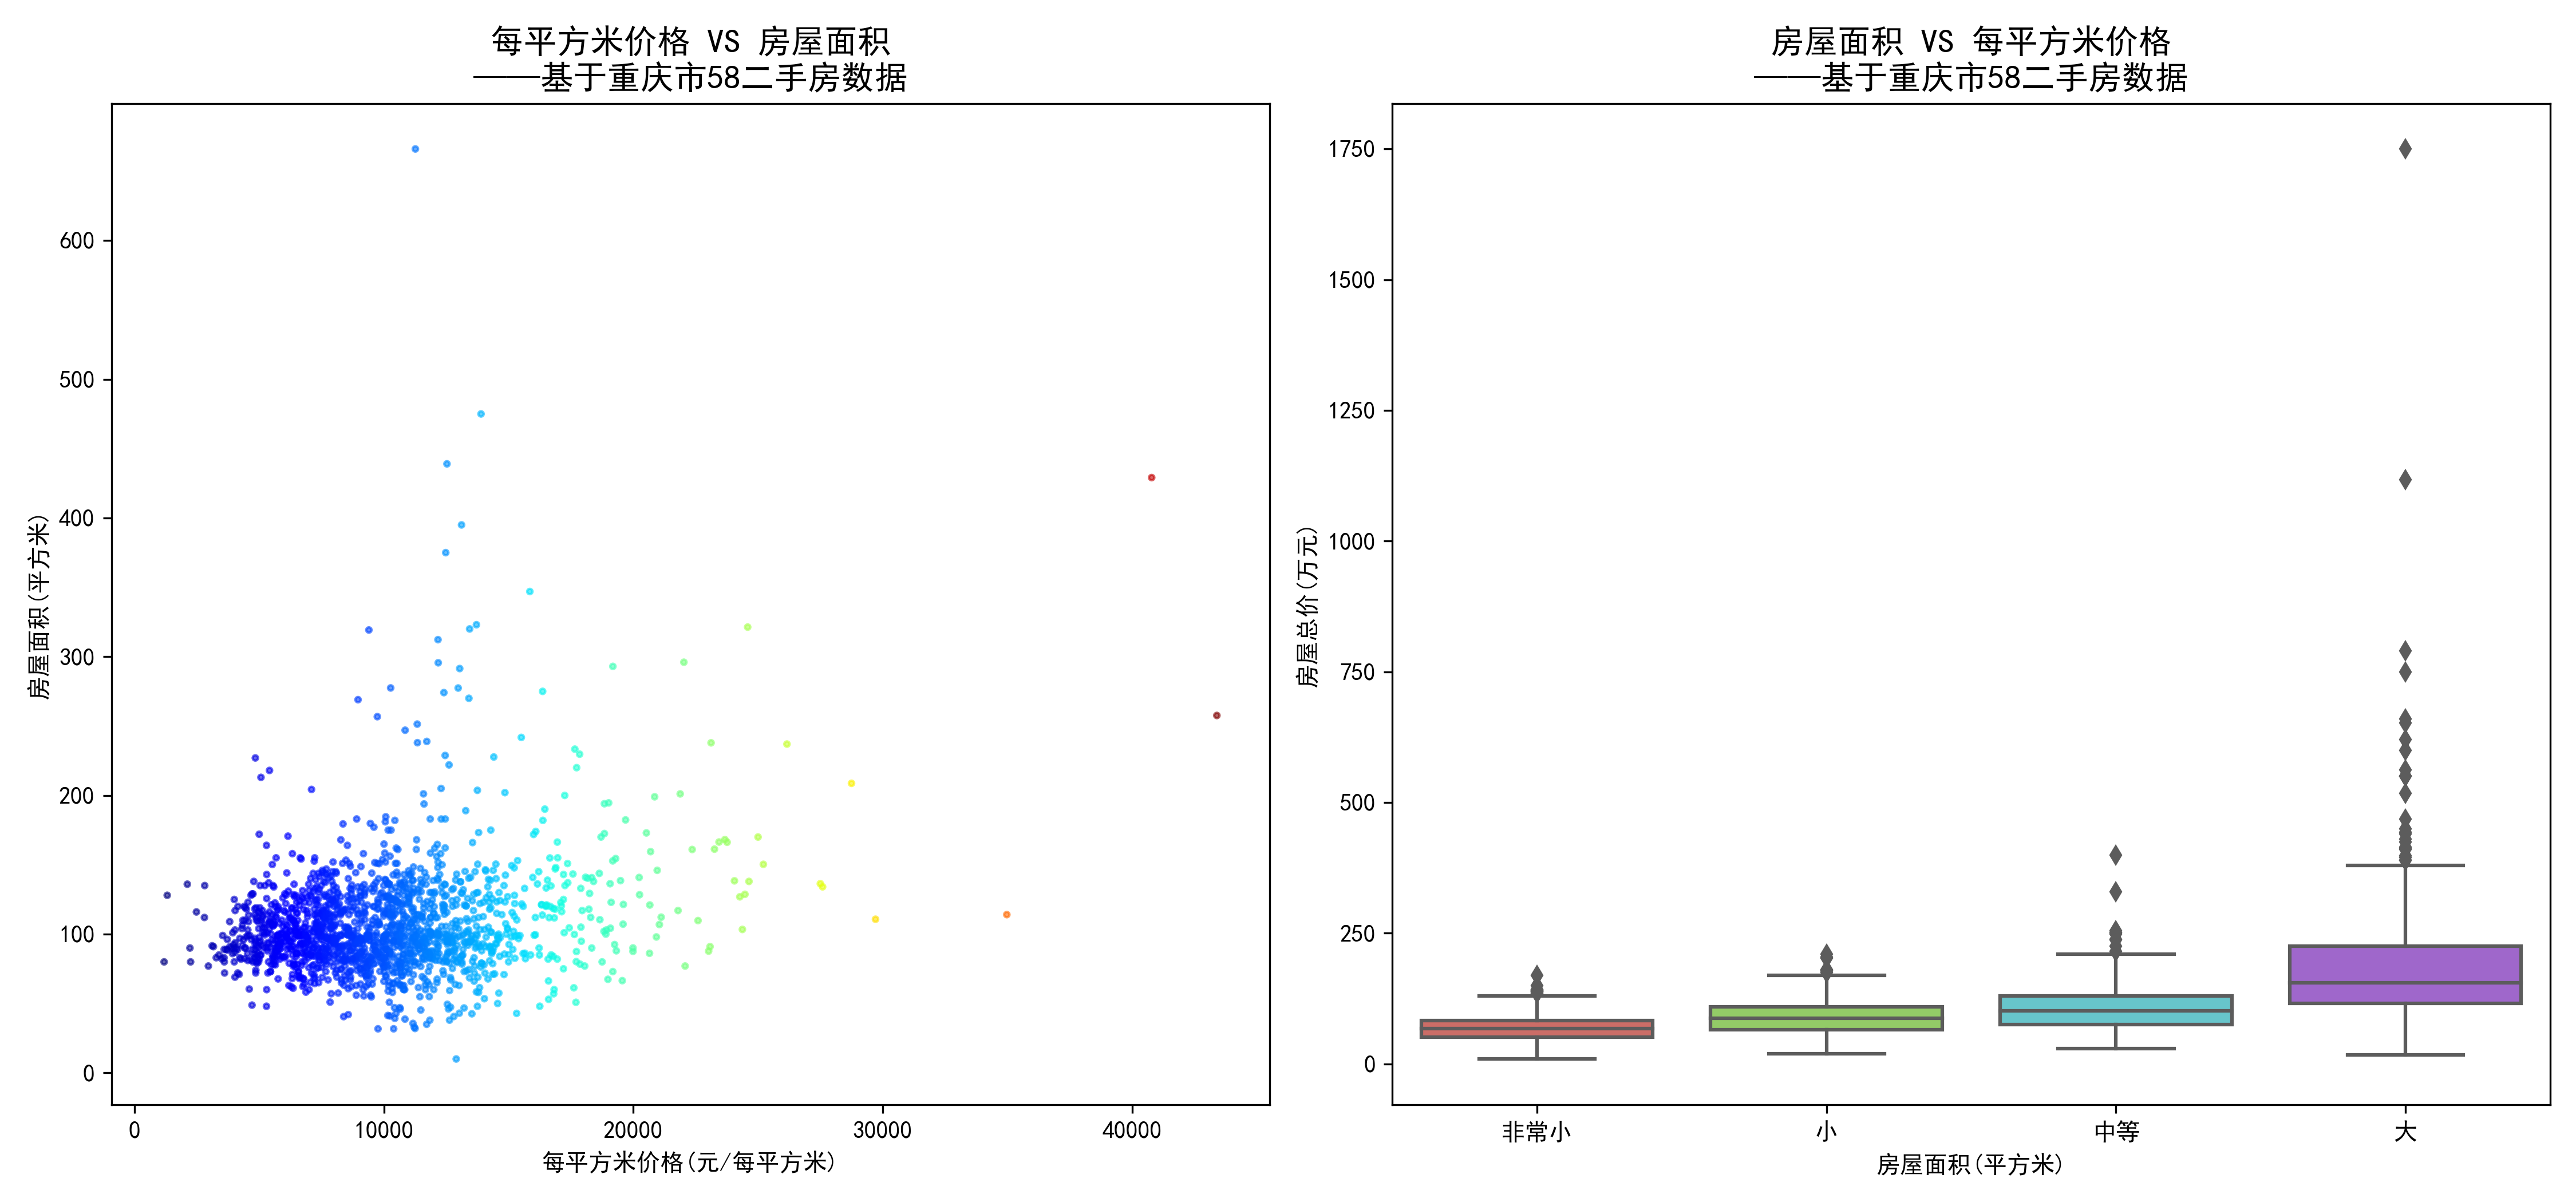 每平方米价格 VS 房屋面积
——基于重庆市58二手房数据
房屋面积(平方米)
600
500
400
300
200
100
0
0 10000 20000 30000 40000
每平方米价格(元/每平方米)
房屋面积 VS 每平方米价格
——基于重庆市58二手房数据
房屋总价(万元)
1750
1500
1250
1000
750
500
250
0
非常小 小 中等 大
房屋面积(平方米)